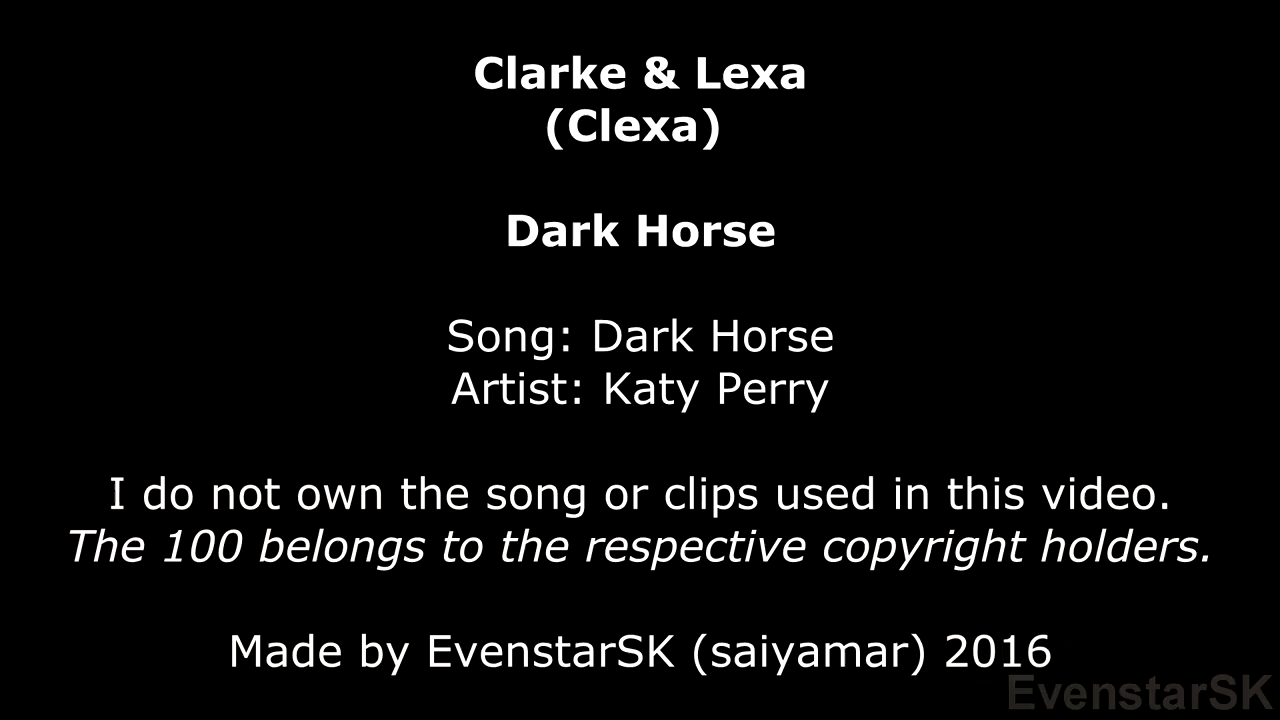 Clarke & Lexa
(Clexa)
Dark Horse
Song: Dark Horse
Artist: Katy Perry
I do not own the song or clips used in this video.
The 100 belongs to the respective copyright holders.
Made by EvenstarSK (saiyamar) 2016
EvenstarSK